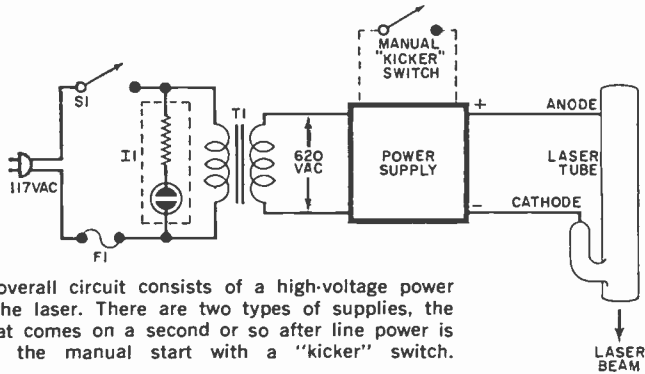 MANUAL
"KICKER"
SWITCH
S1
I1
T1
117VAC
F1
620
VAC
POWER
SUPPLY
+
−
ANODE
LASER
TUBE
CATHODE
LASER
BEAM
overall circuit consists of a high-voltage power
he laser. There are two types of supplies, the
at comes on a second or so after line power is
the manual start with a "kicker" switch.